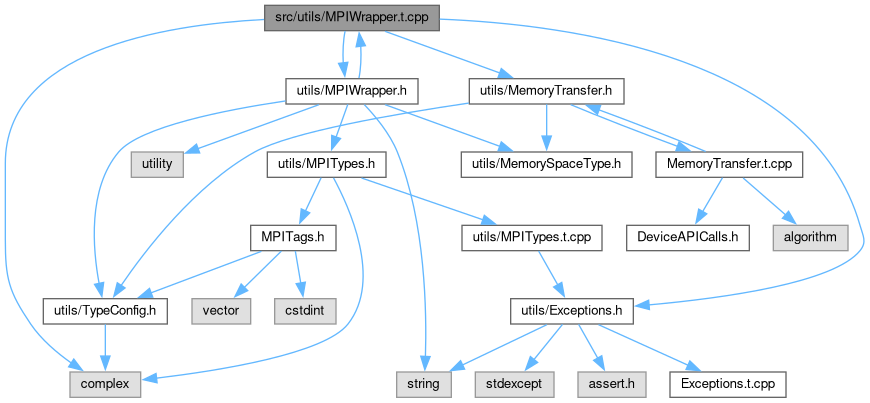 src/utils/MPIWrapper.t.cpp
utils/MPIWrapper.h
utils/MemoryTransfer.h
utility
utils/MPITypes.h
utils/MemorySpaceType.h
MemoryTransfer.t.cpp
MPITags.h
utils/MPITypes.t.cpp
DeviceAPICalls.h
algorithm
utils/TypeConfig.h
vector
cstdint
utils/Exceptions.h
complex
string
stdexcept
assert.h
Exceptions.t.cpp